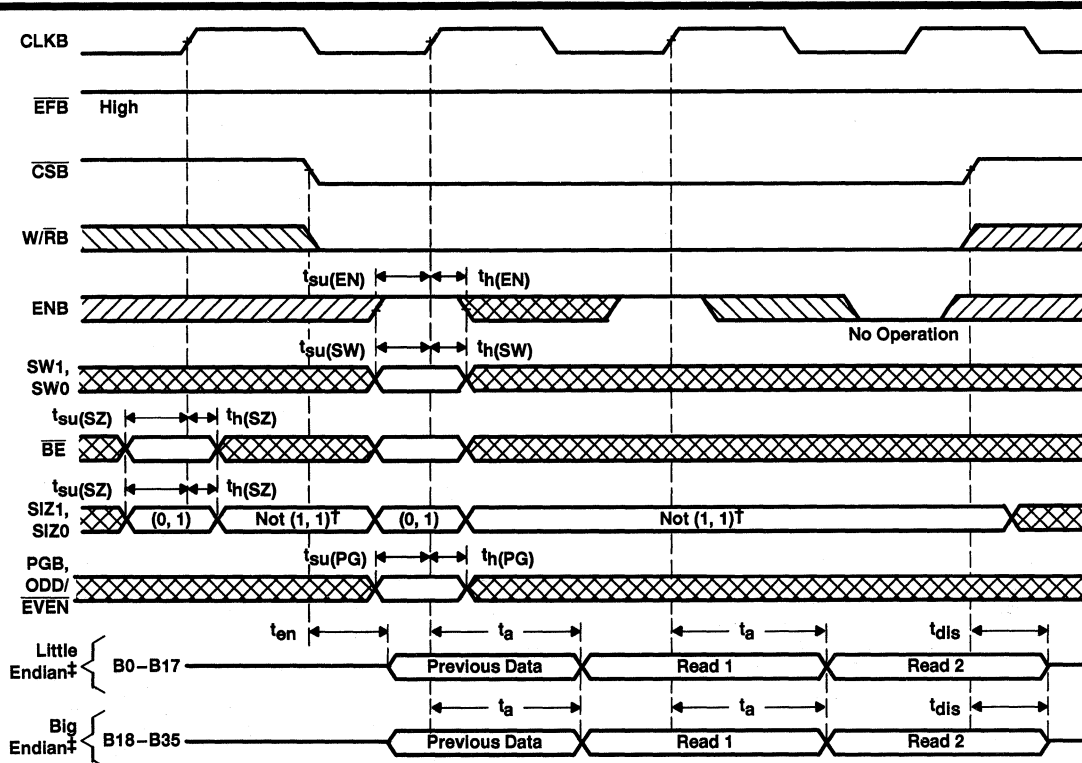 CLKB
EFB High
CSB
W/RB
tsu(EN) th(EN)
ENB
No Operation
tsu(SW) th(SW)
SW1,
SW0
tsu(SZ) th(SZ)
BE
tsu(SZ) th(SZ)
SIZ1,
SIZ0
(0, 1) Not (1, 1)† (0, 1) Not (1, 1)†
tsu(PG) th(PG)
PGB,
ODD/
EVEN
ten ta ta tdis
Little
Endian‡
B0–B17 Previous Data Read 1 Read 2
ta ta tdis
Big
Endian‡
B18–B35 Previous Data Read 1 Read 2